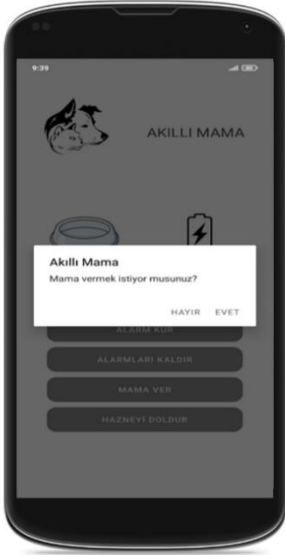 9:39
AKILLI MAMA
Akıllı Mama
Mama vermek istiyor musunuz?
HAYIR EVET
ALARM KUR
ALARMLARI KALDIR
MAMA VER
HAZNEYİ DOLDUR